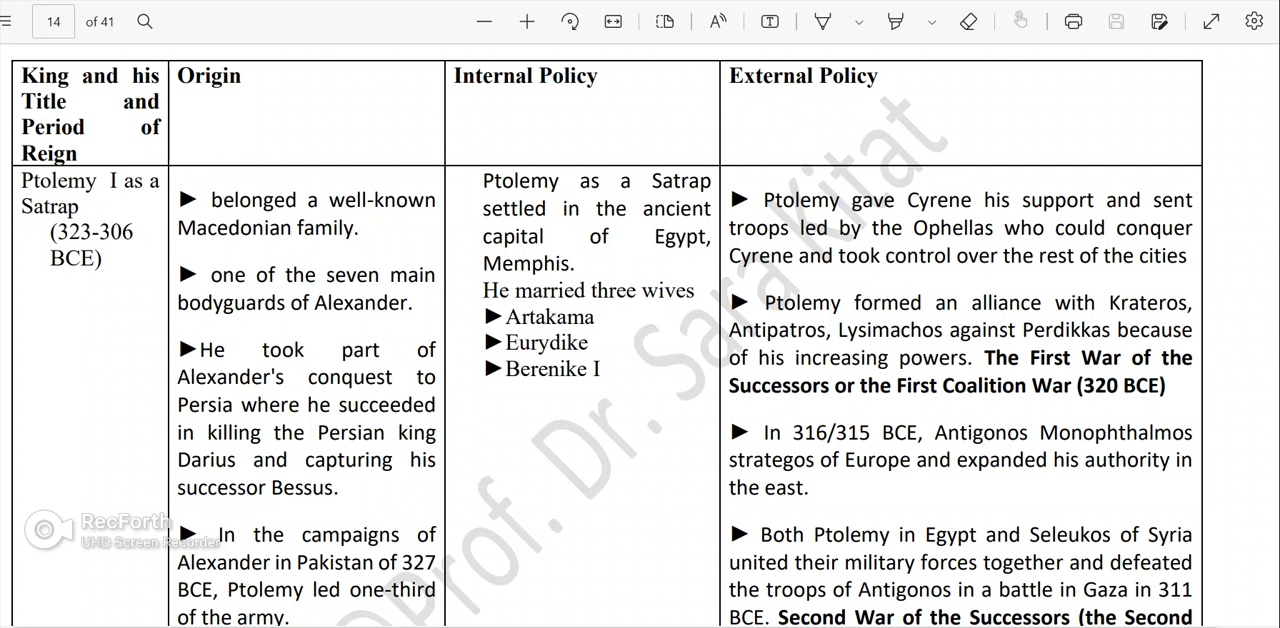 14 of 41
King and his
Title and
Period of
Reign
Origin
Internal Policy
External Policy
Ptolemy I as a
Satrap
(323-306
BCE)
► belonged a well-known
Macedonian family.
► one of the seven main
bodyguards of Alexander.
►He took part of
Alexander's conquest to
Persia where he succeeded
in killing the Persian king
Darius and capturing his
successor Bessus.
► In the campaigns of
Alexander in Pakistan of 327
BCE, Ptolemy led one-third
of the army.
Ptolemy as a Satrap
settled in the ancient
capital of Egypt,
Memphis.
He married three wives
►Artakama
►Eurydike
►Berenike I
► Ptolemy gave Cyrene his support and sent
troops led by the Ophellas who could conquer
Cyrene and took control over the rest of the cities
► Ptolemy formed an alliance with Krateros,
Antipatros, Lysimachos against Perdikkas because
of his increasing powers. The First War of the
Successors or the First Coalition War (320 BCE)
► In 316/315 BCE, Antigonos Monophthalmos
strategos of Europe and expanded his authority in
the east.
► Both Ptolemy in Egypt and Seleukos of Syria
united their military forces together and defeated
the troops of Antigonos in a battle in Gaza in 311
BCE. Second War of the Successors (the Second
Prof. Dr. Sara Kitat
RecForth
UHD Screen Recorder